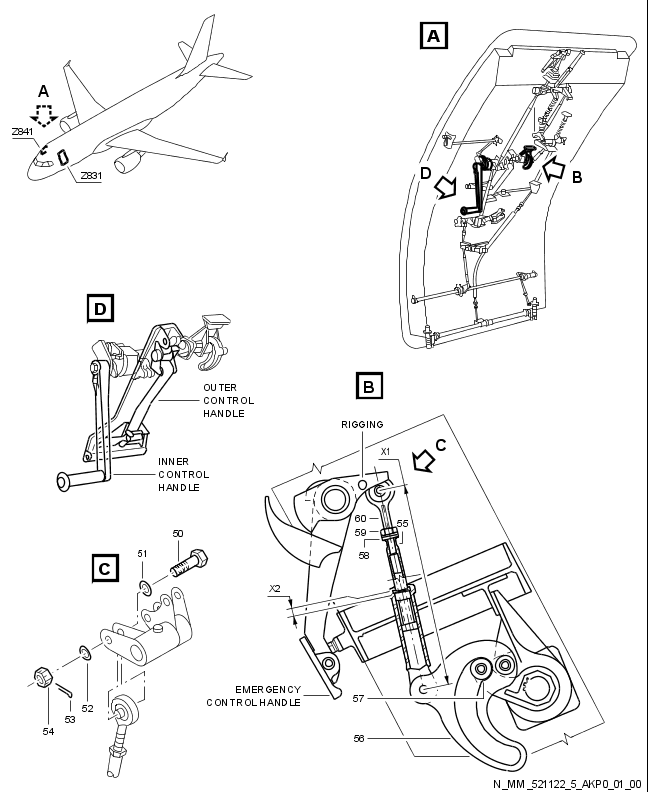 A
A
Z841
Z831
D
B
D
OUTER
CONTROL
HANDLE
INNER
CONTROL
HANDLE
B
RIGGING
X1
C
60
55
59
58
X2
EMERGENCY
CONTROL HANDLE
57
56
C
50
51
52
53
54
N_MM_521122_5_AKP0_01_00